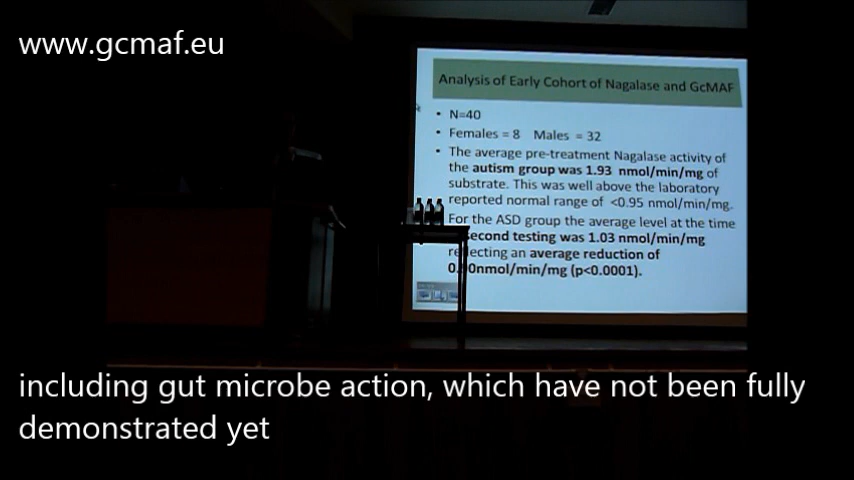 www.gcmaf.eu
Analysis of Early Cohort of Nagalase and GcMAF
• N=40
• Females = 8 Males = 32
• The average pre-treatment Nagalase activity of
the autism group was 1.93 nmol/min/mg of
substrate. This was well above the laboratory
reported normal range of <0.95 nmol/min/mg.
For the ASD group the average level at the time
second testing was 1.03 nmol/min/mg
an average reduction of
(p<0.0001).
including gut microbe action, which have not been fully
demonstrated yet